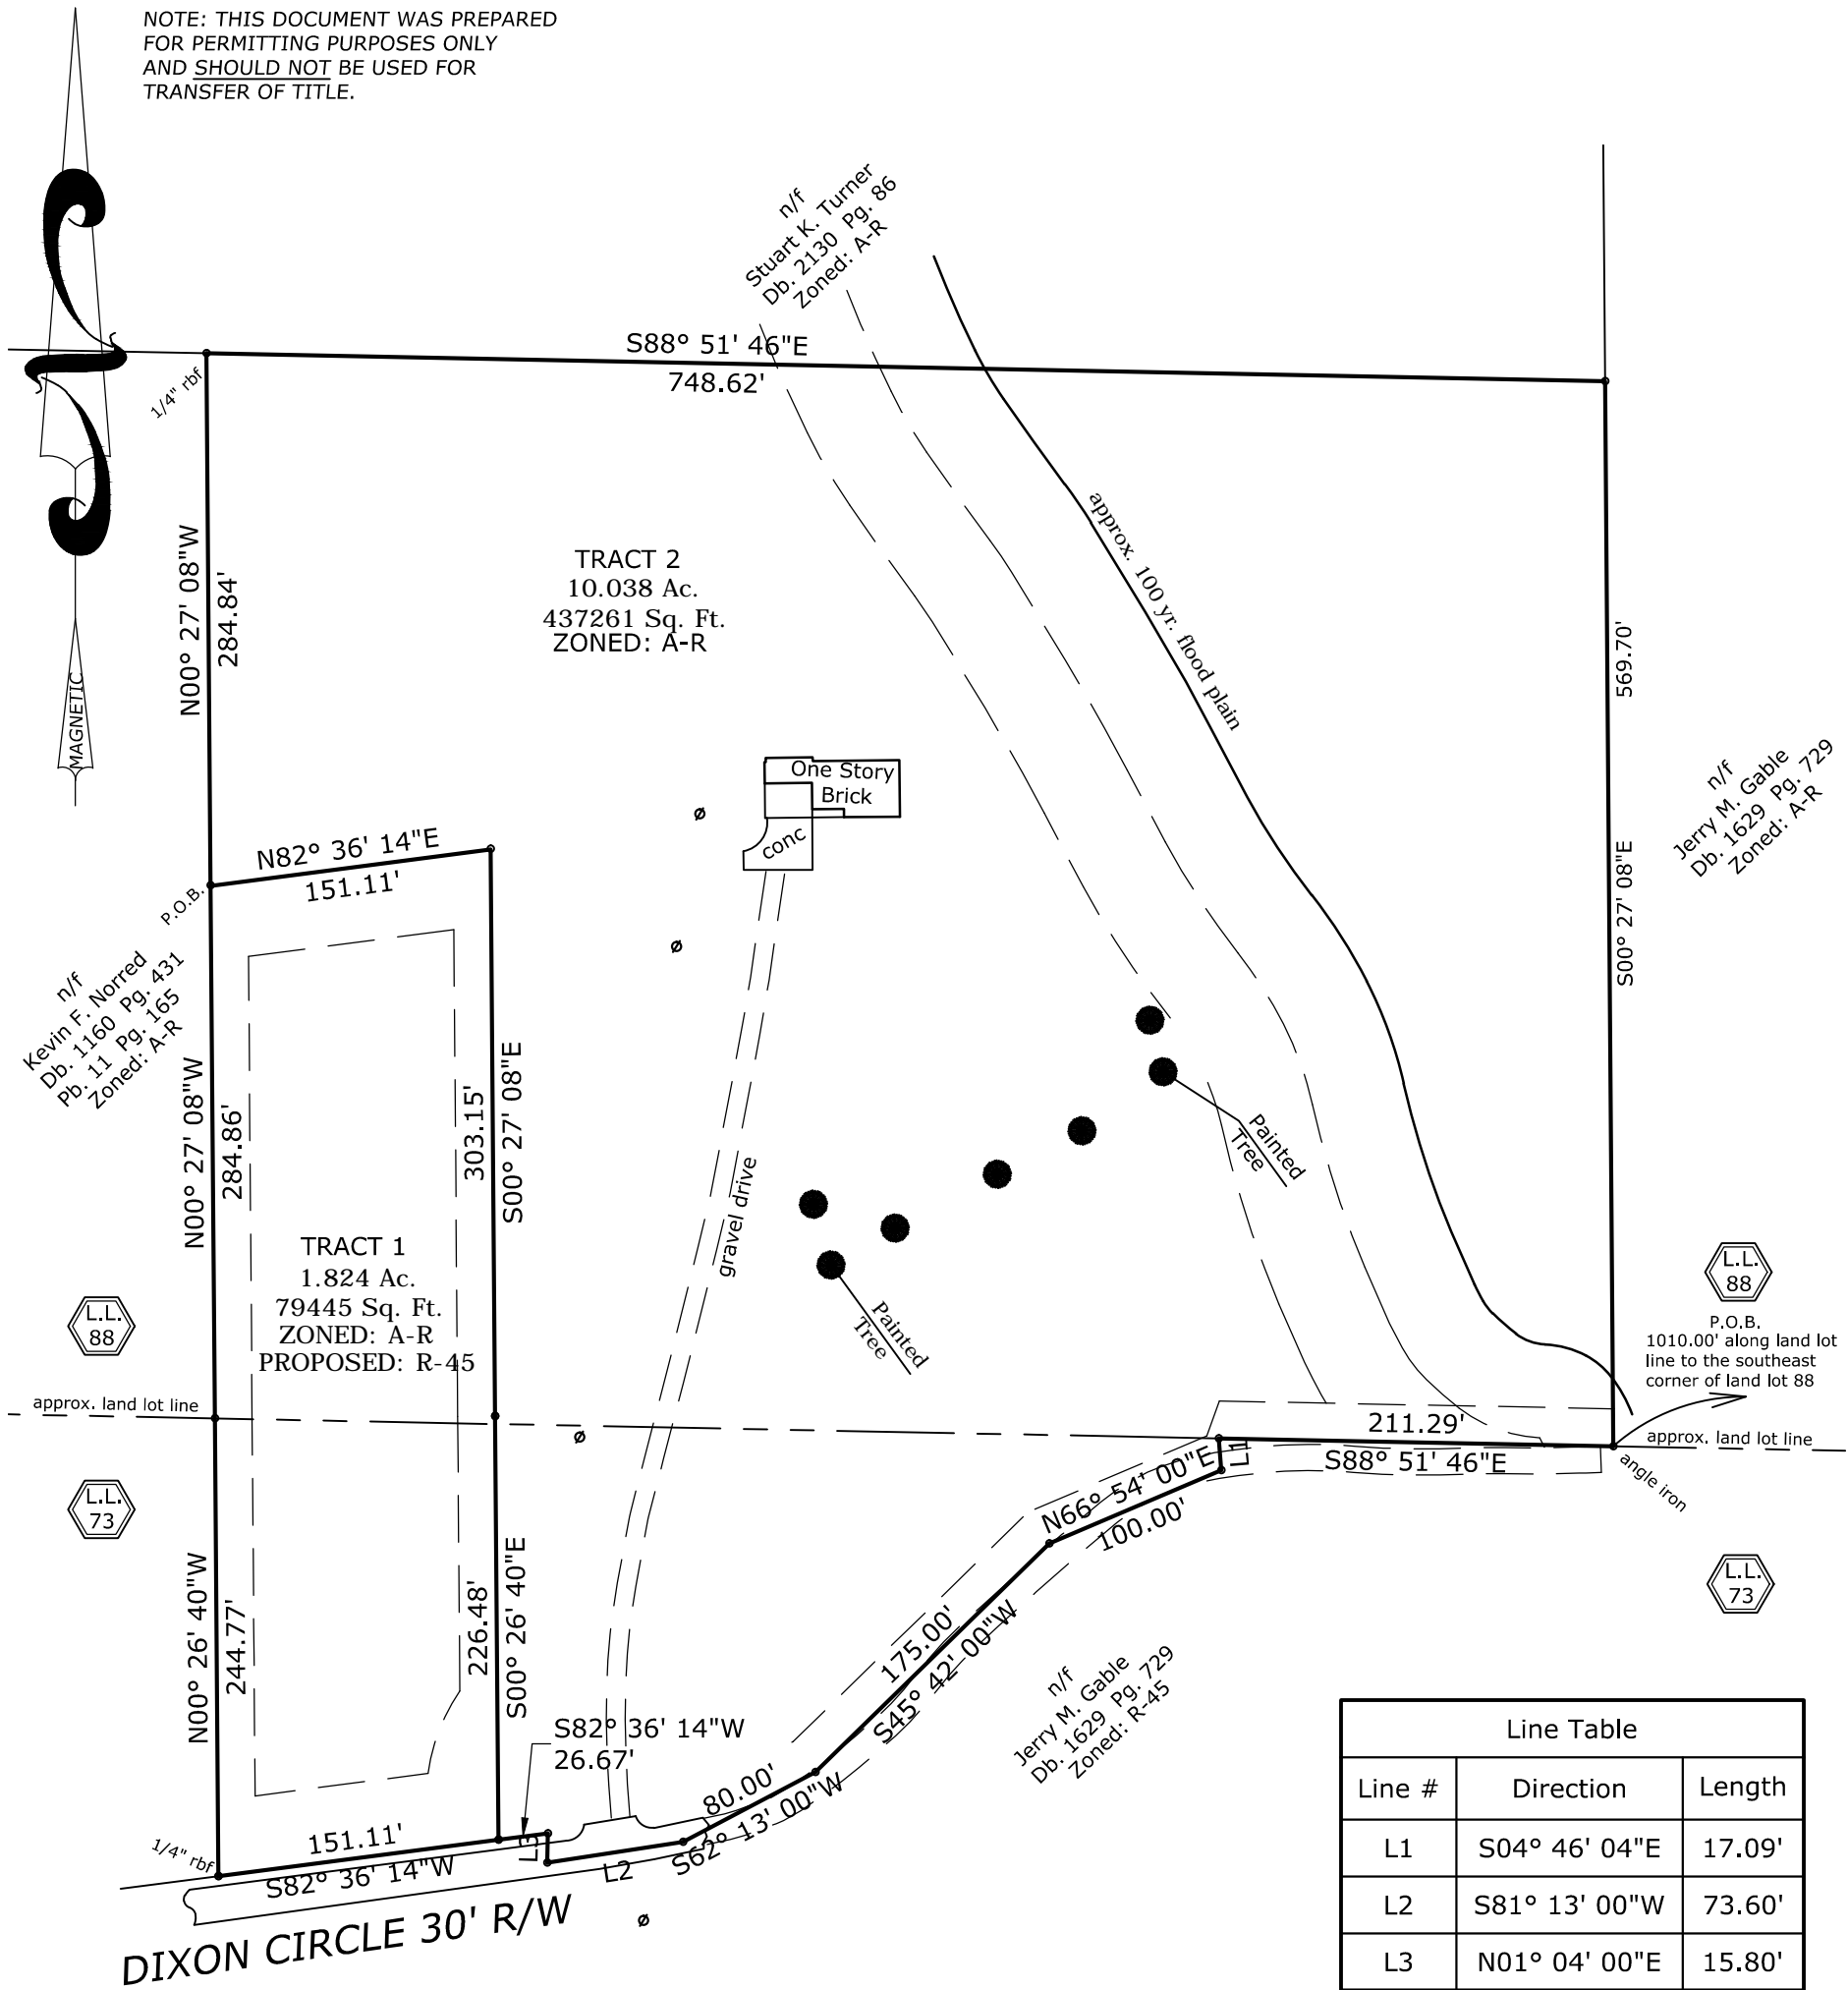 NOTE: THIS DOCUMENT WAS PREPARED
FOR PERMITTING PURPOSES ONLY
AND SHOULD NOT BE USED FOR
TRANSFER OF TITLE.
MAGNETIC
n/f
Stuart K. Turner
Db. 2130 Pg. 86
Zoned: A-R
S88° 51' 46"E
748.62'
1/4" rbf
N00° 27' 08"W
284.84'
TRACT 2
10.038 Ac.
437261 Sq. Ft.
ZONED: A-R
approx. 100 yr. flood plain
569.70'
S00° 27' 08"E
n/f
Jerry M. Gable
Db. 1629 Pg. 729
Zoned: A-R
One Story
Brick
conc
N82° 36' 14"E
151.11'
P.O.B.
n/f
Kevin F. Norred
Db. 1160 Pg. 431
Pb. 11 Pg. 165
Zoned: A-R
N00° 27' 08"W
284.86'
303.15'
S00° 27' 08"E
gravel drive
Painted
Tree
Painted
Tree
TRACT 1
1.824 Ac.
79445 Sq. Ft.
ZONED: A-R
PROPOSED: R-45
L.L.
88
L.L.
88
P.O.B.
1010.00' along land lot
line to the southeast
corner of land lot 88
approx. land lot line
approx. land lot line
211.29'
S88° 51' 46"E
L1
angle iron
N66° 54' 00"E
100.00'
L.L.
73
L.L.
73
N00° 26' 40"W
244.77'
226.48'
S00° 26' 40"E
175.00'
S45° 42' 00"W
n/f
Jerry M. Gable
Db. 1629 Pg. 729
Zoned: R-45
S82° 36' 14"W
26.67'
80.00'
S62° 13' 00"W
L3
L2
1/4" rbf
151.11'
S82° 36' 14"W
DIXON CIRCLE 30' R/W
Line Table
Line # Direction Length
L1 S04° 46' 04"E 17.09'
L2 S81° 13' 00"W 73.60'
L3 N01° 04' 00"E 15.80'